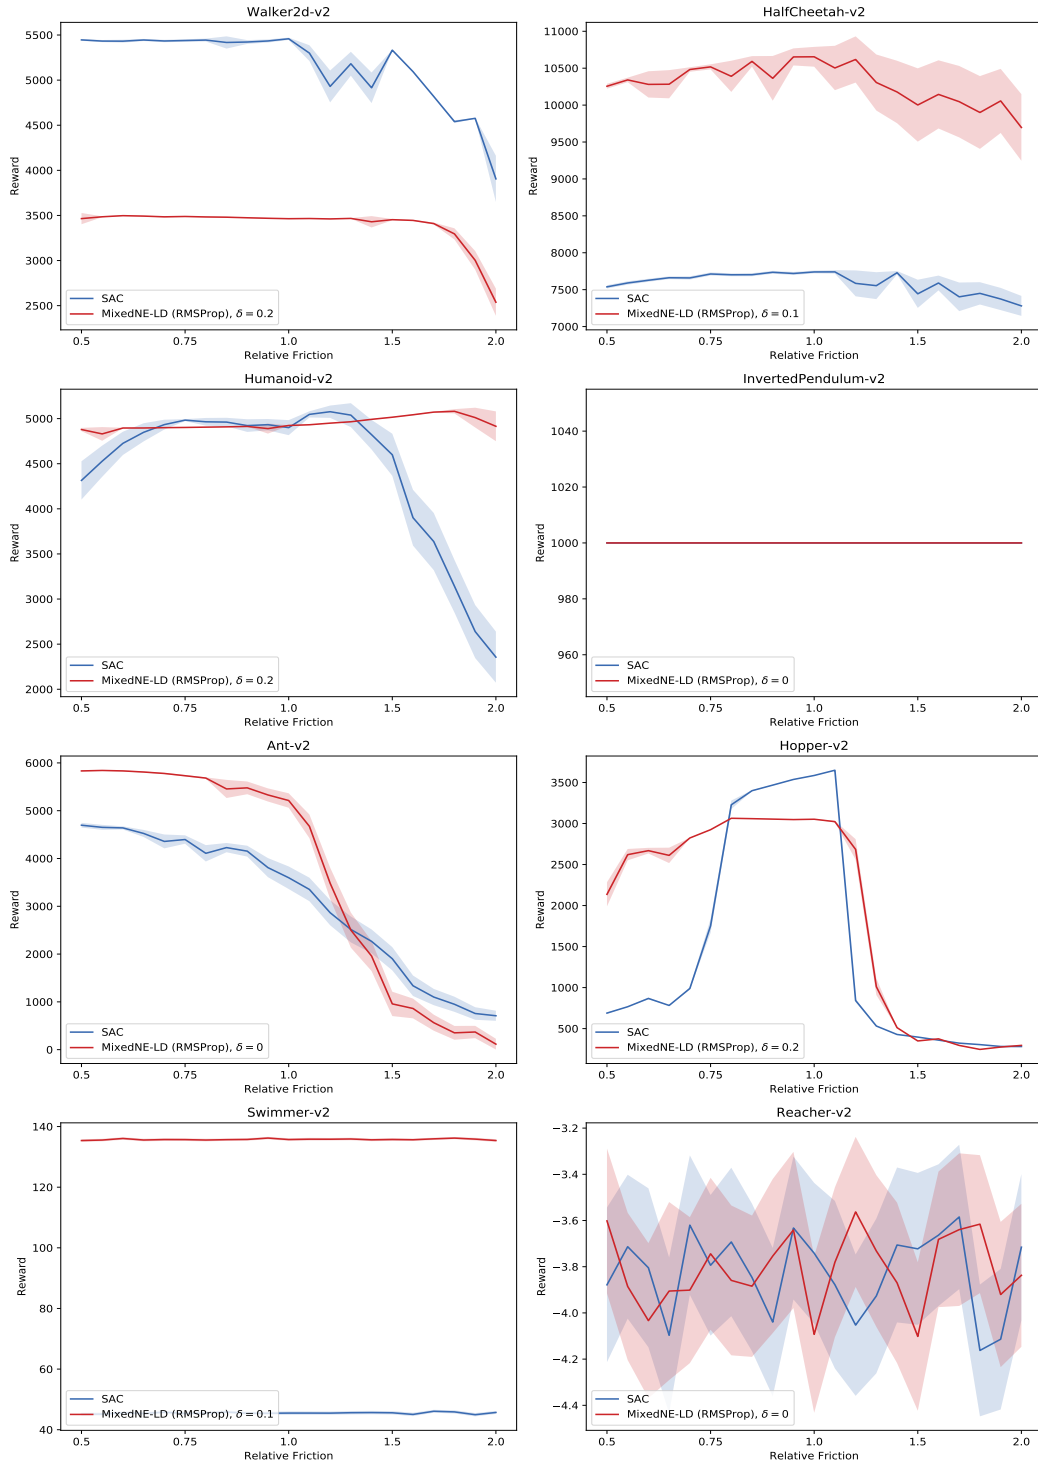 Walker2d-v2
5500
5000
4500
4000
3500
3000
2500
Reward
SAC
MixedNE-LD (RMSProp), δ = 0.2
0.5 0.75 1.0 1.5 2.0
Relative Friction
HalfCheetah-v2
11000
10500
10000
9500
9000
8500
8000
7500
7000
Reward
SAC
MixedNE-LD (RMSProp), δ = 0.1
0.5 0.75 1.0 1.5 2.0
Relative Friction
Humanoid-v2
5000
4500
4000
3500
3000
2500
2000
Reward
SAC
MixedNE-LD (RMSProp), δ = 0.2
0.5 0.75 1.0 1.5 2.0
Relative Friction
InvertedPendulum-v2
1040
1020
1000
980
960
Reward
SAC
MixedNE-LD (RMSProp), δ = 0
0.5 0.75 1.0 1.5 2.0
Relative Friction
Ant-v2
6000
5000
4000
3000
2000
1000
0
Reward
SAC
MixedNE-LD (RMSProp), δ = 0
0.5 0.75 1.0 1.5 2.0
Relative Friction
Hopper-v2
3500
3000
2500
2000
1500
1000
500
Reward
SAC
MixedNE-LD (RMSProp), δ = 0.2
0.5 0.75 1.0 1.5 2.0
Relative Friction
Swimmer-v2
140
120
100
80
60
40
Reward
SAC
MixedNE-LD (RMSProp), δ = 0.1
0.5 0.75 1.0 1.5 2.0
Relative Friction
Reacher-v2
−3.2
−3.4
−3.6
−3.8
−4.0
−4.2
−4.4
Reward
SAC
MixedNE-LD (RMSProp), δ = 0
0.5 0.75 1.0 1.5 2.0
Relative Friction